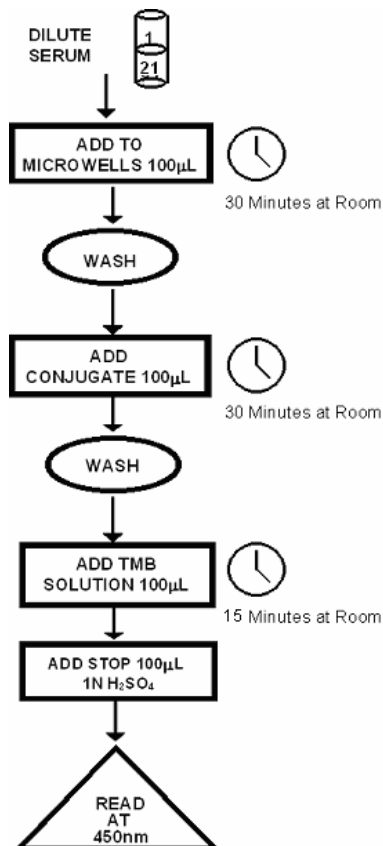 DILUTE
SERUM
1
21
ADD TO
MICROWELLS 100µL
30 Minutes at Room
WASH
ADD
CONJUGATE 100µL
30 Minutes at Room
WASH
ADD TMB
SOLUTION 100µL
15 Minutes at Room
ADD STOP 100µL
1N H₂SO₄
READ
AT
450nm